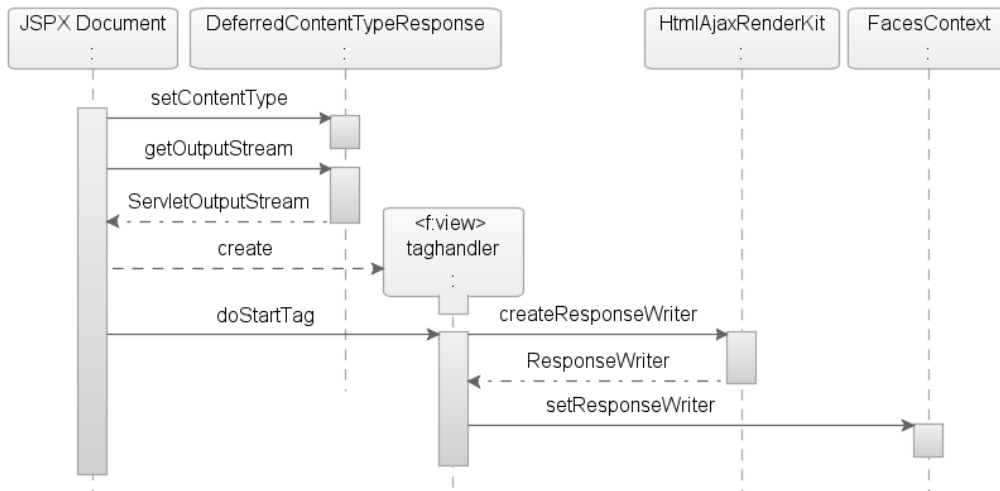 JSPX Document
:
DeferredContentTypeResponse
:
HtmlAjaxRenderKit
:
FacesContext
:
setContentType
getOutputStream
ServletOutputStream
<f:view>
taghandler
:
create
doStartTag
createResponseWriter
ResponseWriter
setResponseWriter